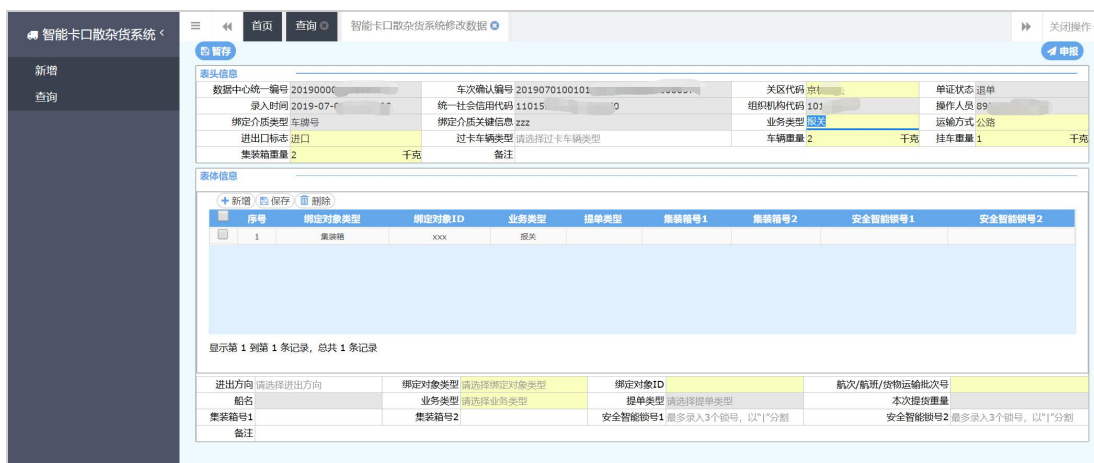 智能卡口散杂货系统
首页 查询 智能卡口散杂货系统修改数据 关闭操作
新增
查询
暂存 申报
表头信息
数据中心统一编号 2019000 车次确认编号 2019070100101 关区代码 京 单证状态 退单
录入时间 2019-07- 统一社会信用代码 11015 组织机构代码 101 操作人员 89
绑定介质类型 车牌号 绑定介质关键信息 zzz 业务类型 报关 运输方式 公路
进出口标志 进口 过卡车辆类型 请选择过卡车辆类型 车辆重量 2 千克 挂车重量 1 千克
集装箱重量 2 千克 备注
表体信息
新增 保存 删除
序号 绑定对象类型 绑定对象ID 业务类型 提单类型 集装箱号1 集装箱号2 安全智能锁号1 安全智能锁号2
1 集装箱 xxx 报关
显示第 1 到第 1 条记录，总共 1 条记录
进出方向 请选择进出方向 绑定对象类型 请选择绑定对象类型 绑定对象ID 航次/航班/货物运输批次号
船名 业务类型 请选择业务类型 提单类型 请选择提单类型 本次提货重量
集装箱号1 集装箱号2 安全智能锁号1 最多录入3个锁号，以"|"分割 安全智能锁号2 最多录入3个锁号，以"|"分割
备注